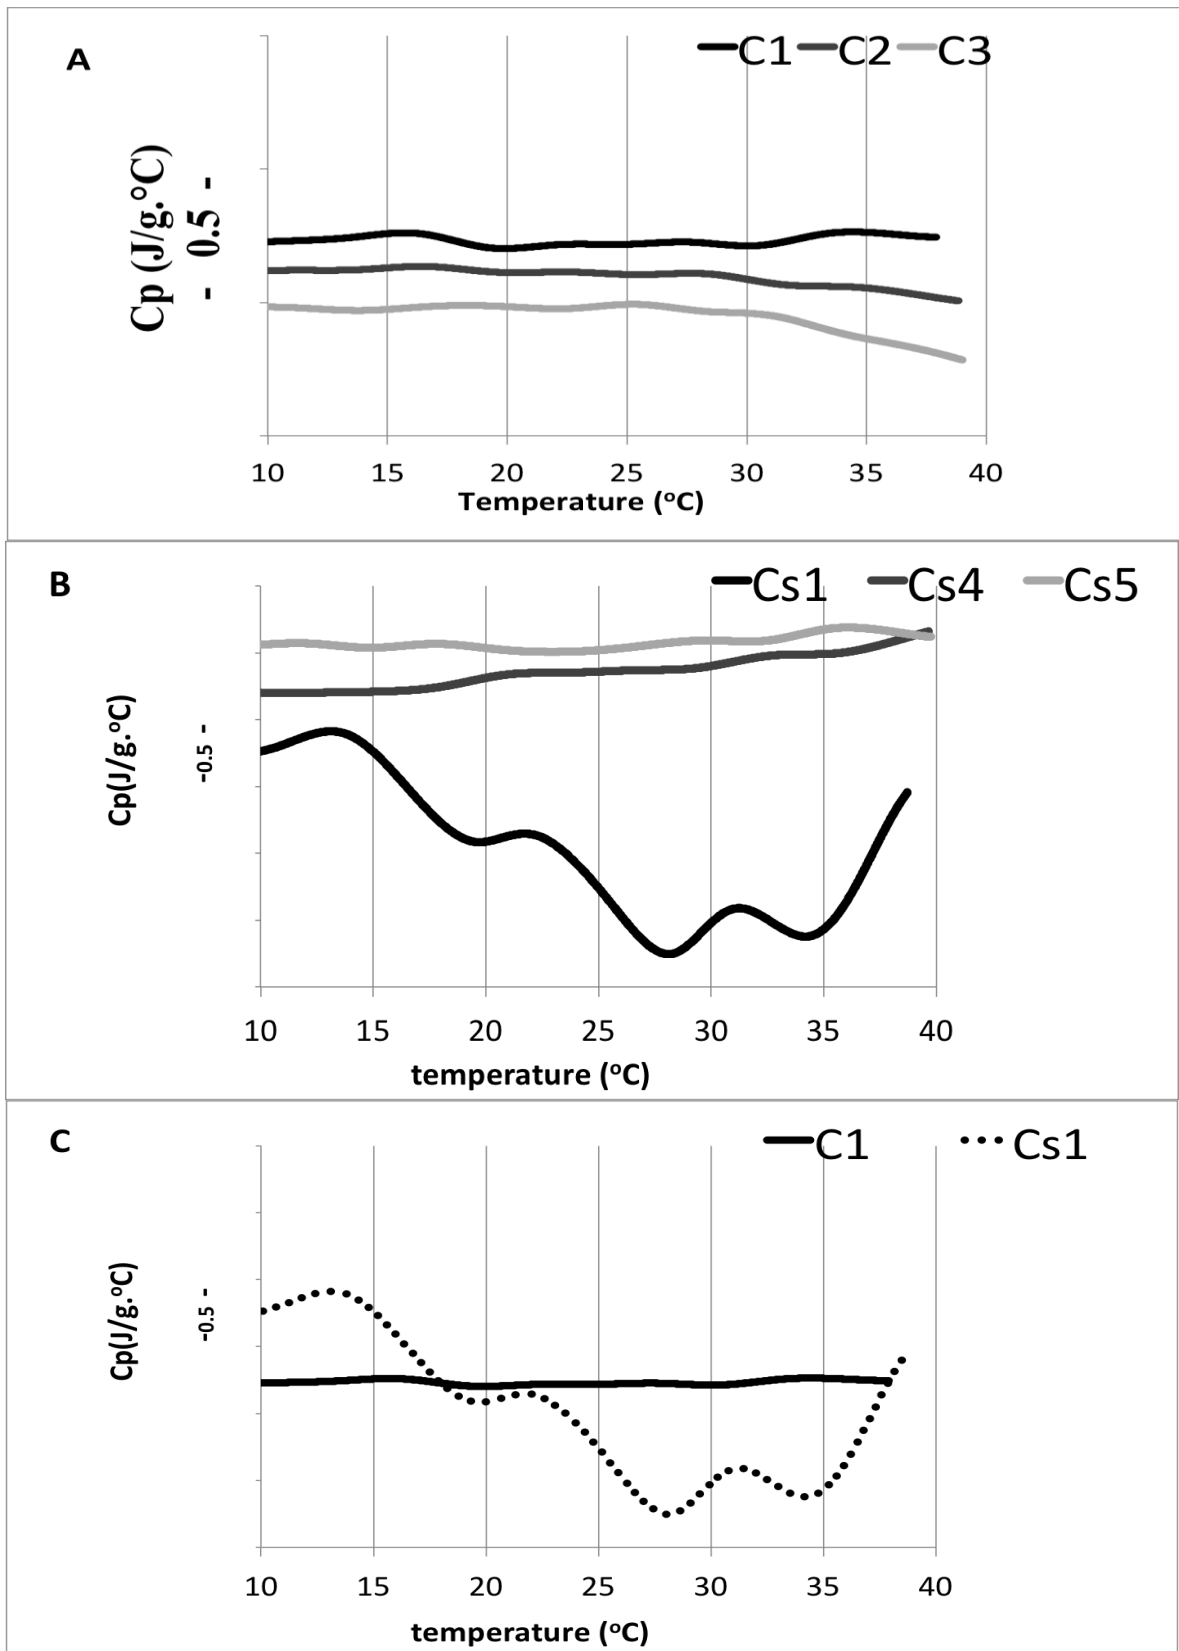 A
C1 C2 C3
Cp (J/g.°C)
- 0.5 -
10 15 20 25 30 35 40
Temperature (°C)
B
Cs1 Cs4 Cs5
Cp(J/g.°C)
-0.5 -
10 15 20 25 30 35 40
temperature (°C)
C
C1 Cs1
Cp(J/g.°C)
-0.5 -
10 15 20 25 30 35 40
temperature (°C)